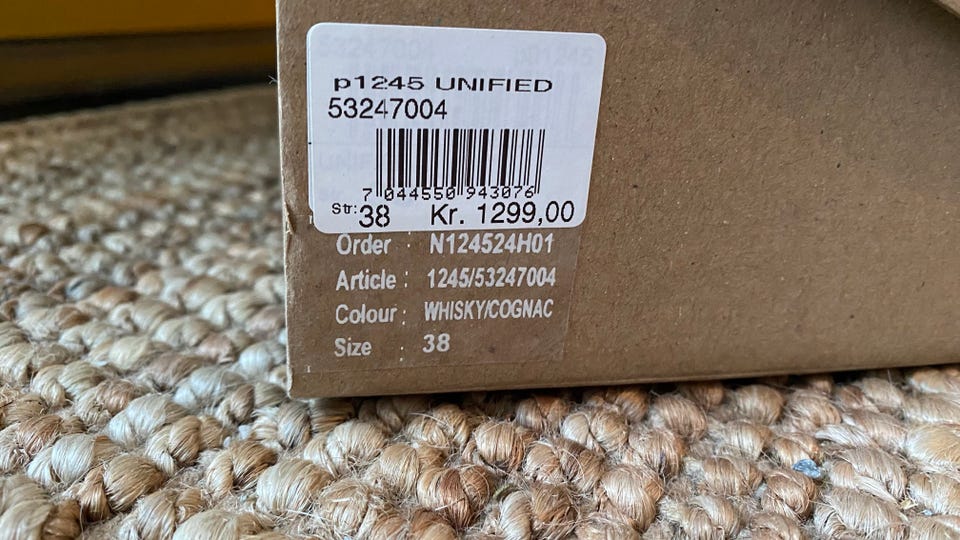 p1245 UNIFIED
53247004
7 044550 943076
Str: 38 Kr. 1299,00
Order : N124524H01
Article : 1245/53247004
Colour : WHISKY/COGNAC
Size : 38